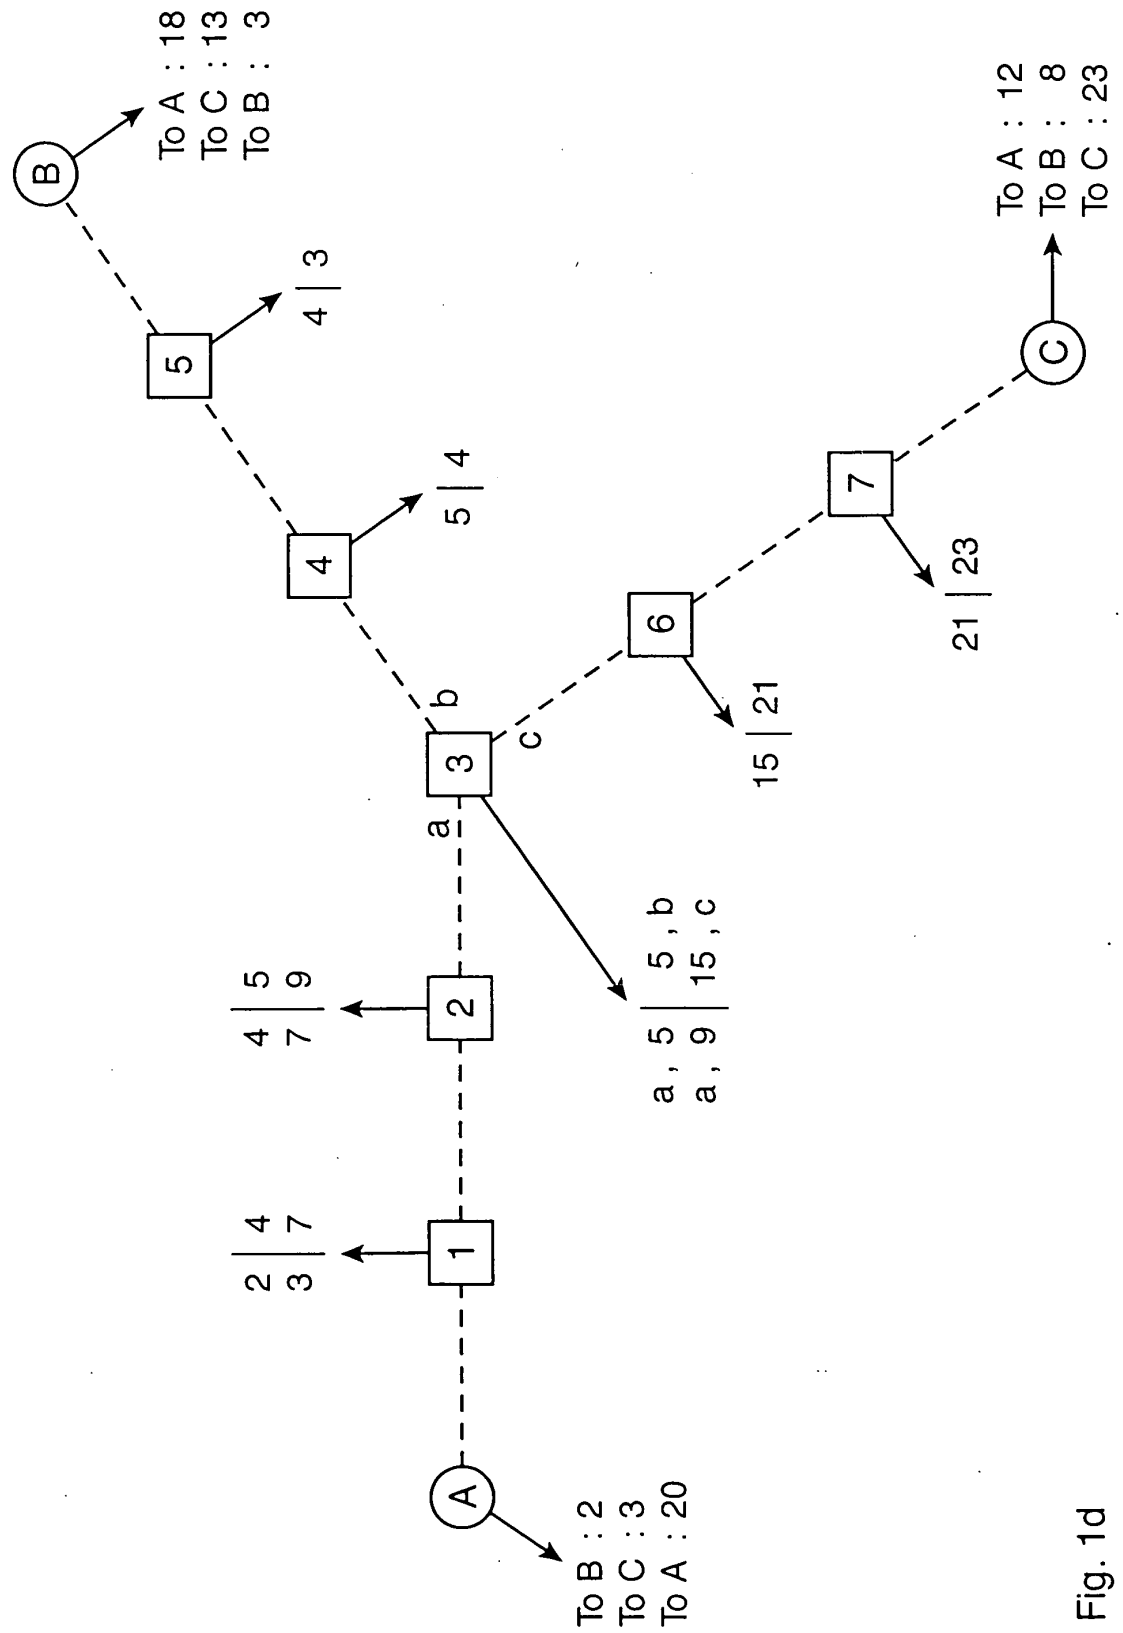 A
To B : 2
To C : 3
To A : 20
1
2 | 4
3 | 7
2
4 | 5
7 | 9
3
a
b
c
a, 5 | 5, b
a, 9 | 15, c
4
5 | 4
5
4 | 3
B
To A : 18
To C : 13
To B : 3
6
15 | 21
7
21 | 23
C
To A : 12
To B : 8
To C : 23
Fig. 1d